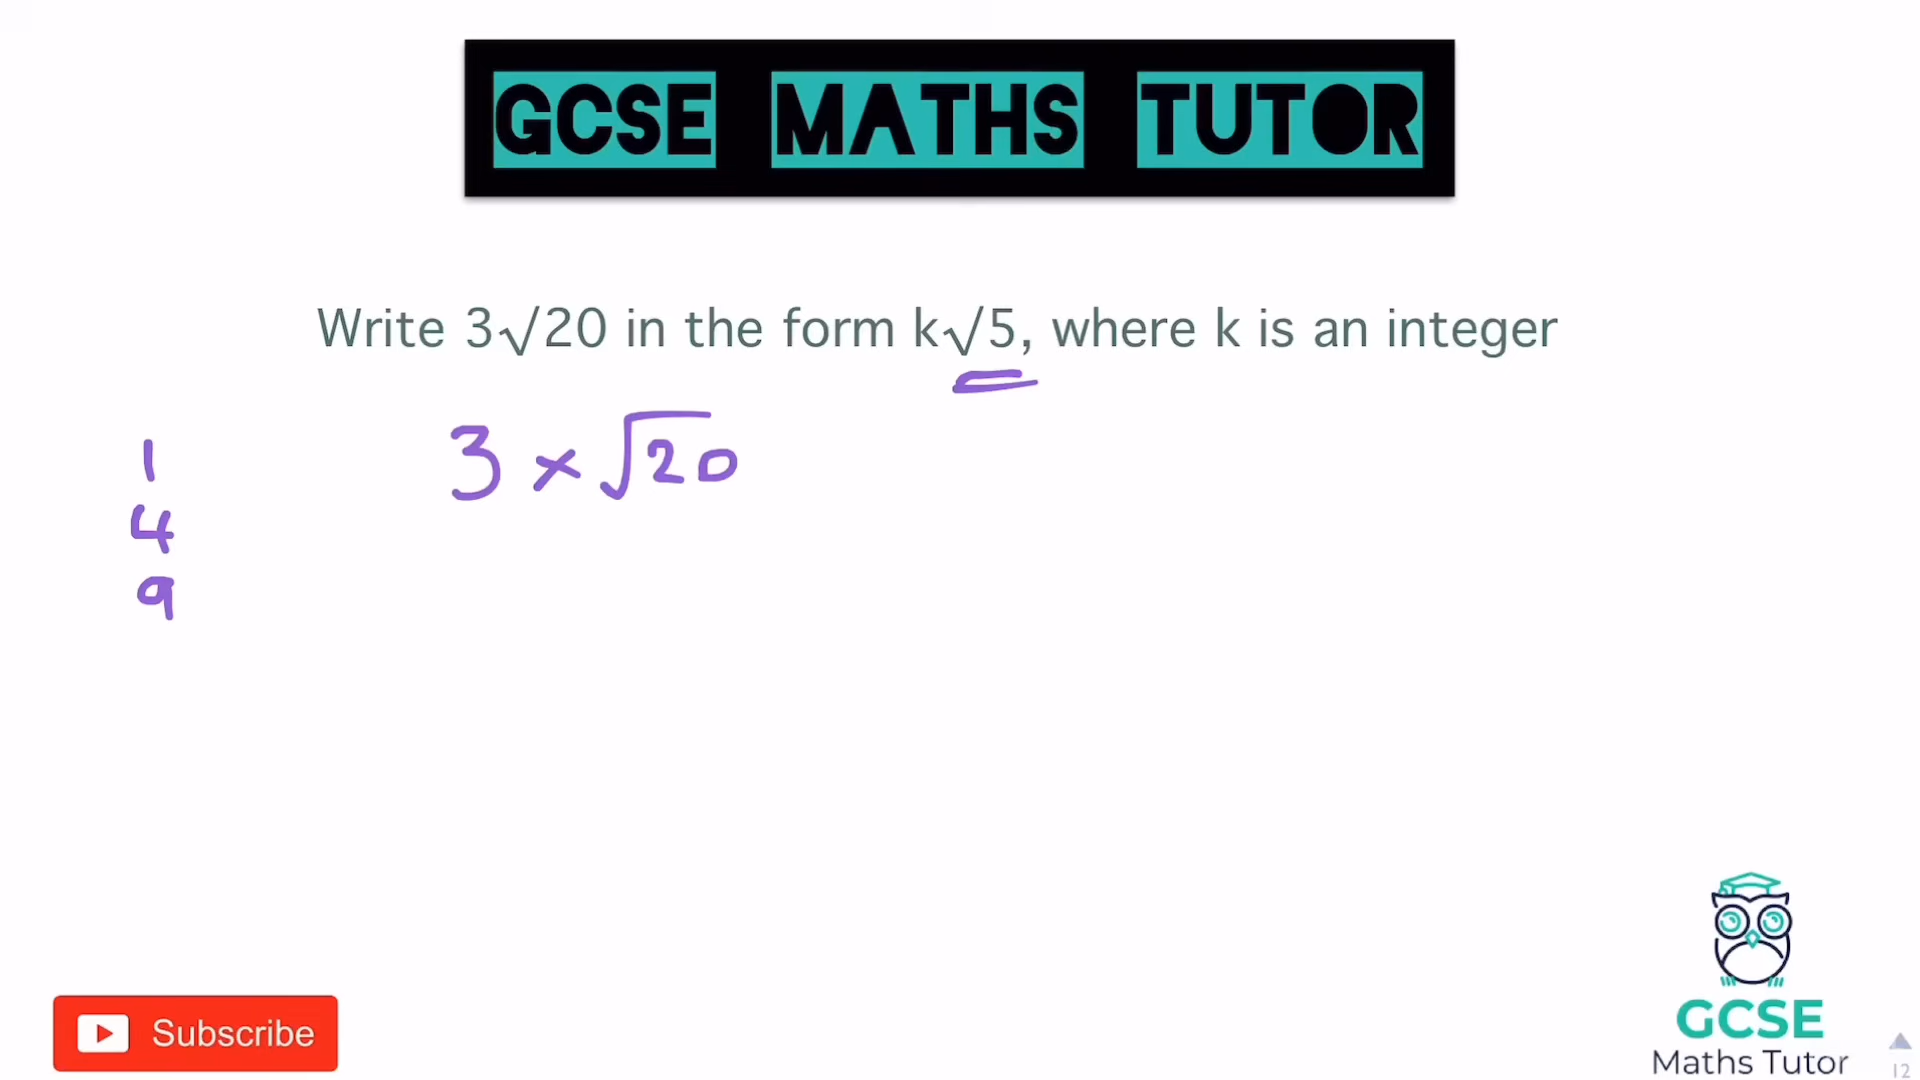 GCSE MATHS TUTOR
Write 3√20 in the form k√5, where k is an integer
3 × √20
1
4
9
Subscribe
GCSE
Maths Tutor
12